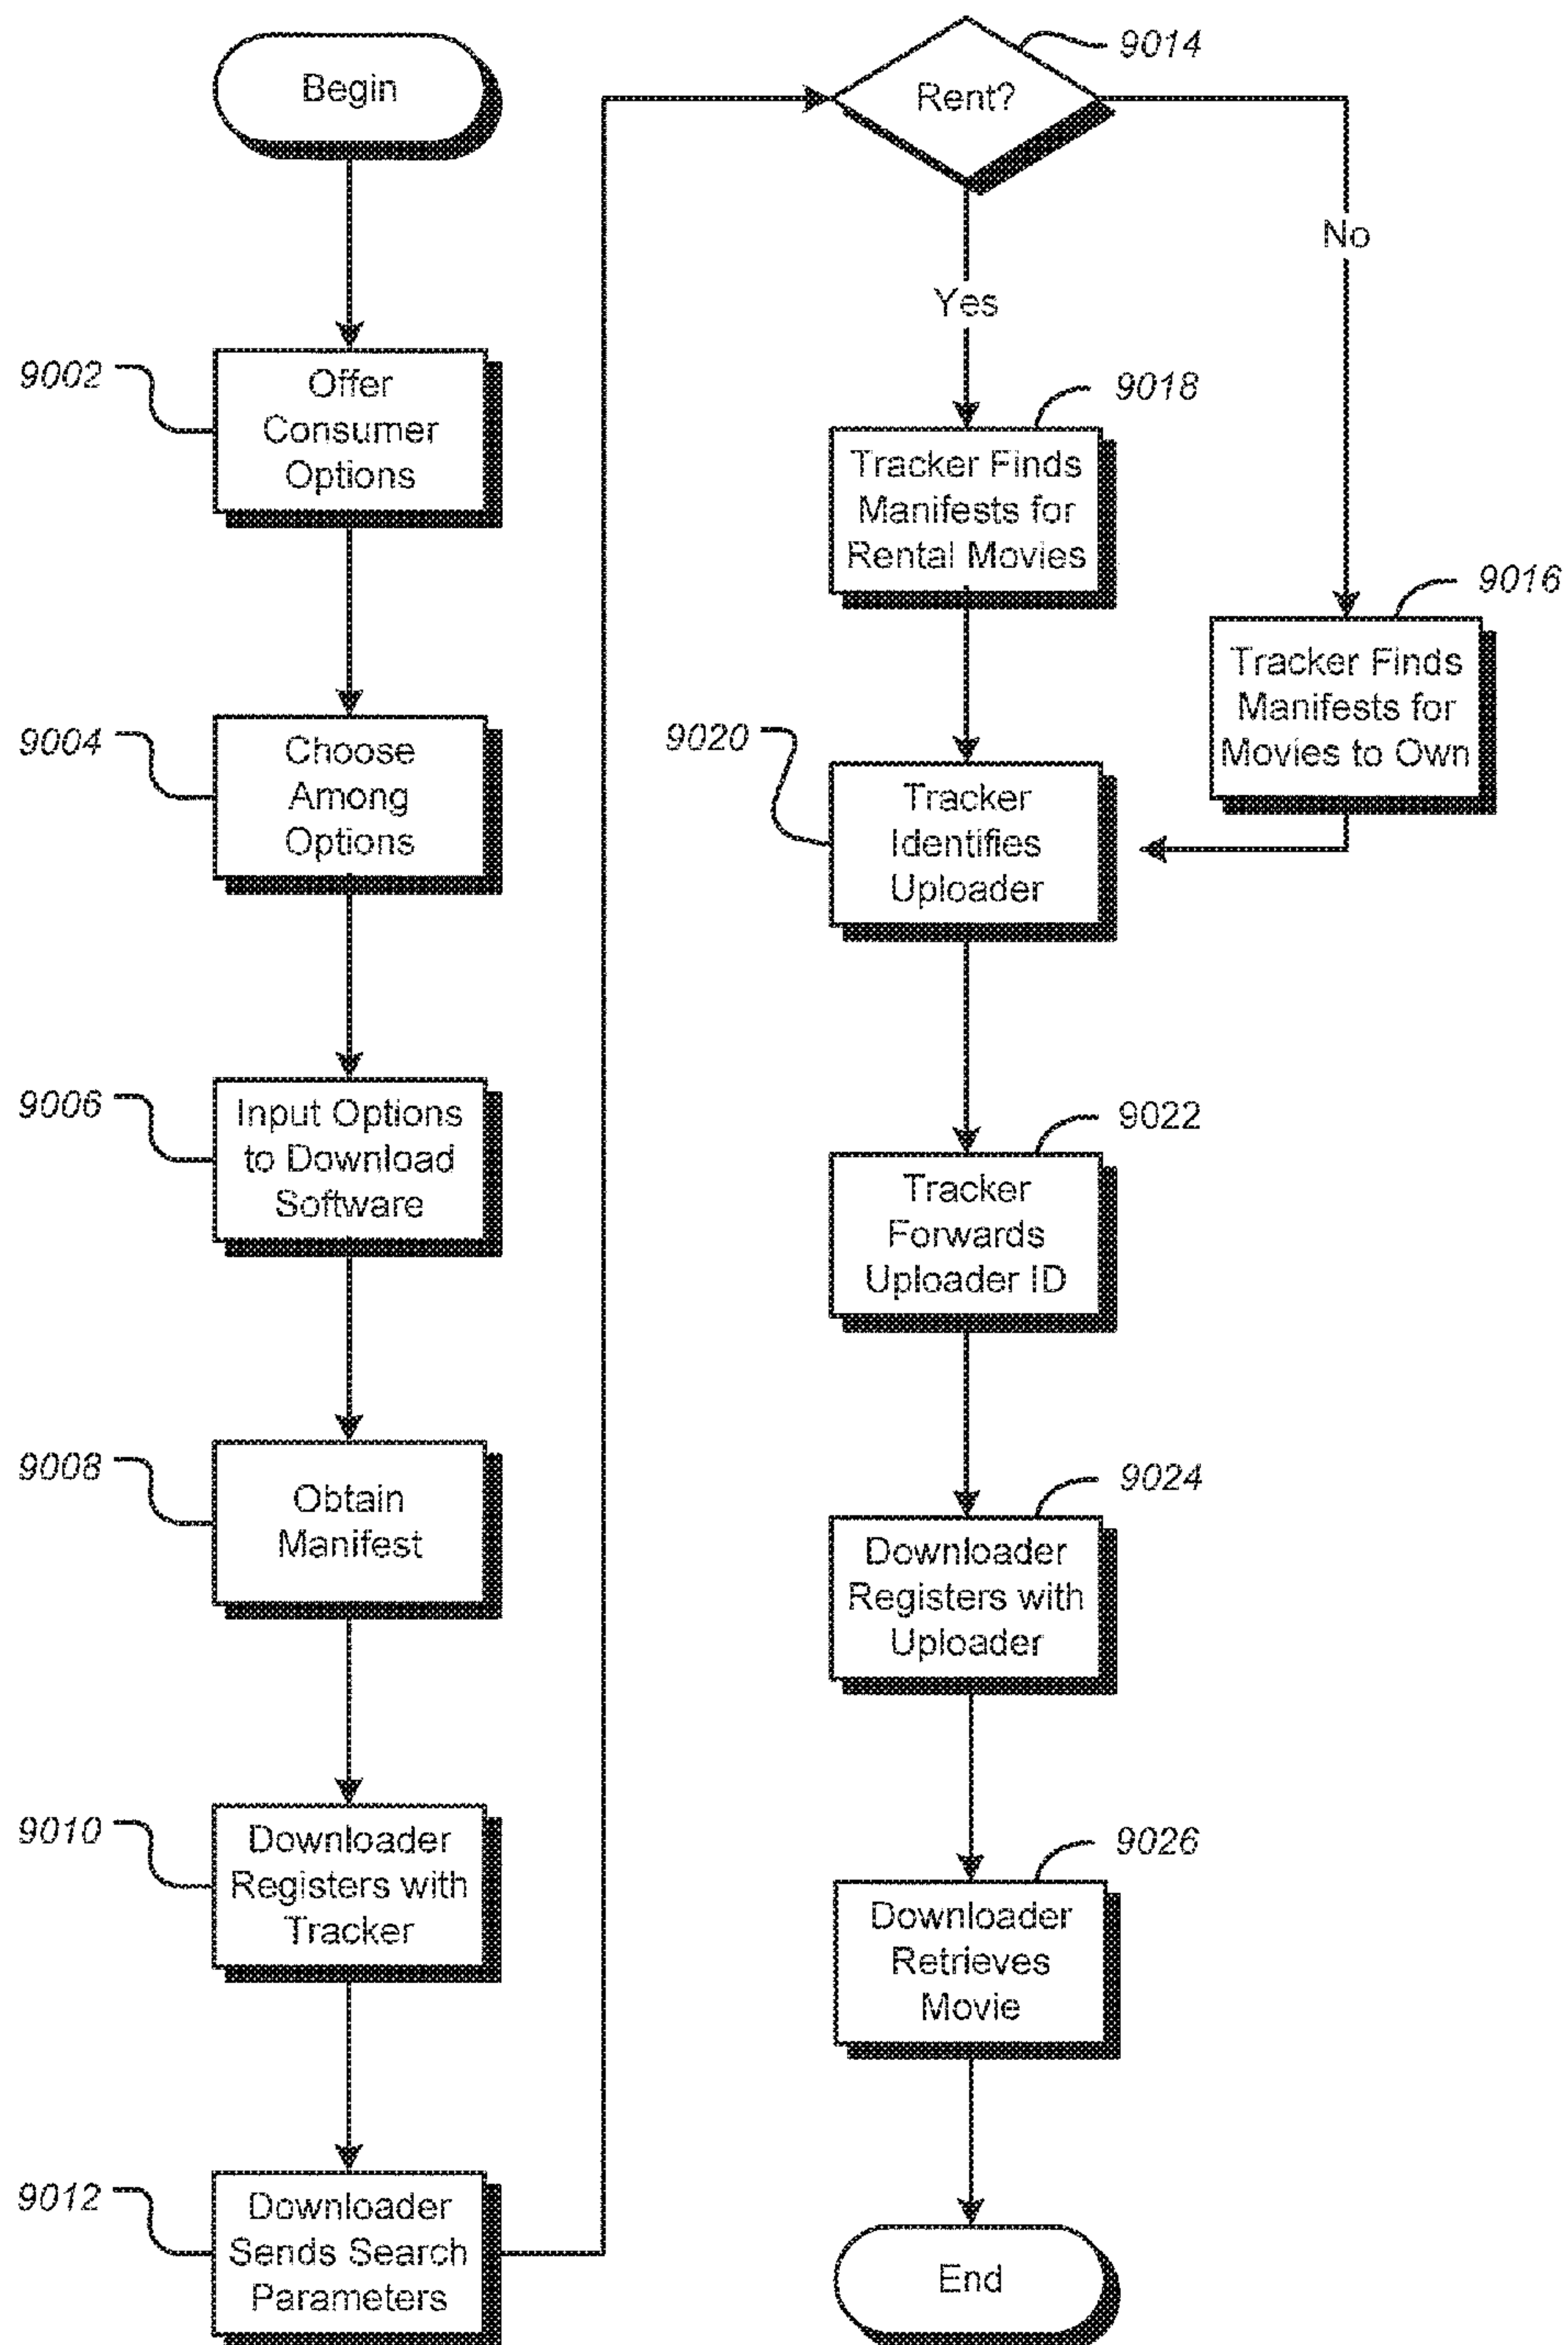 Begin
9002
Offer
Consumer
Options
9004
Choose
Among
Options
9006
Input Options
to Download
Software
9008
Obtain
Manifest
9010
Downloader
Registers with
Tracker
9012
Downloader
Sends Search
Parameters
9014
Rent?
No
Yes
9018
Tracker Finds
Manifests for
Rental Movies
9016
Tracker Finds
Manifests for
Movies to Own
9020
Tracker
Identifies
Uploader
9022
Tracker
Forwards
Uploader ID
9024
Downloader
Registers with
Uploader
9026
Downloader
Retrieves
Movie
End